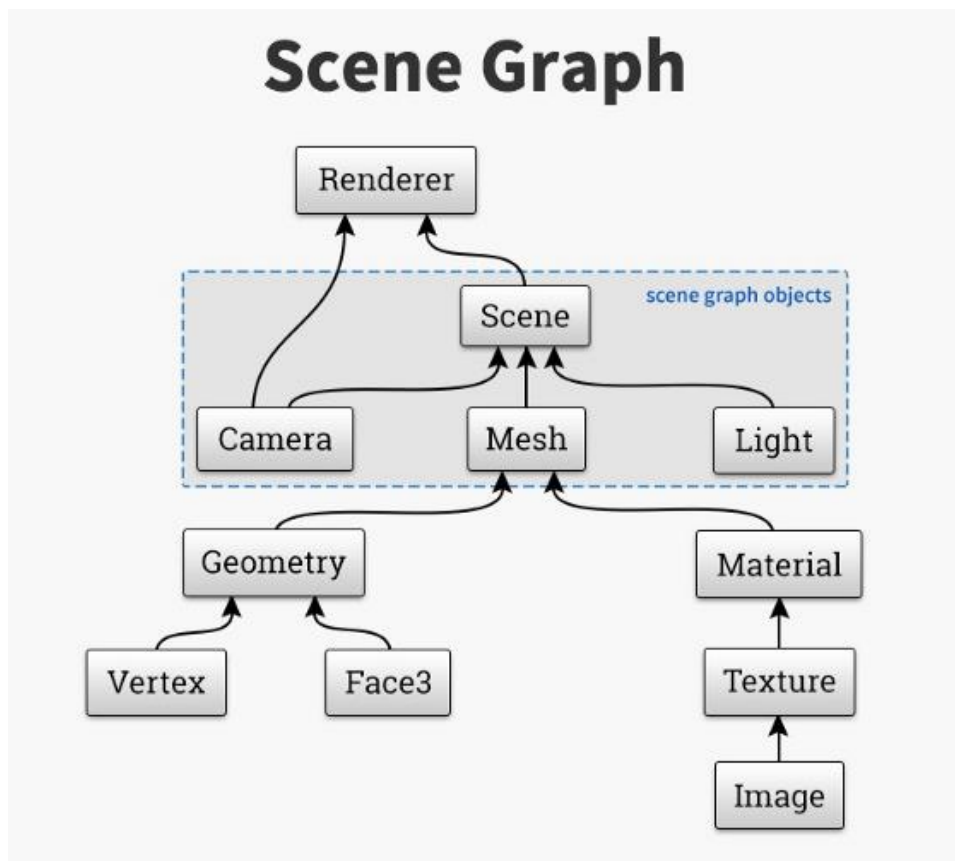 Scene Graph
Renderer
scene graph objects
Scene
Camera
Mesh
Light
Geometry
Material
Vertex
Face3
Texture
Image